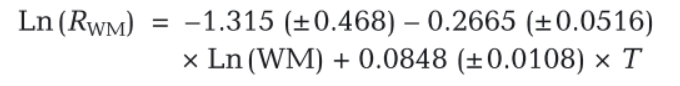 Ln(R_WM) = −1.315 (±0.468) – 0.2665 (±0.0516)
× Ln(WM) + 0.0848 (±0.0108) × T